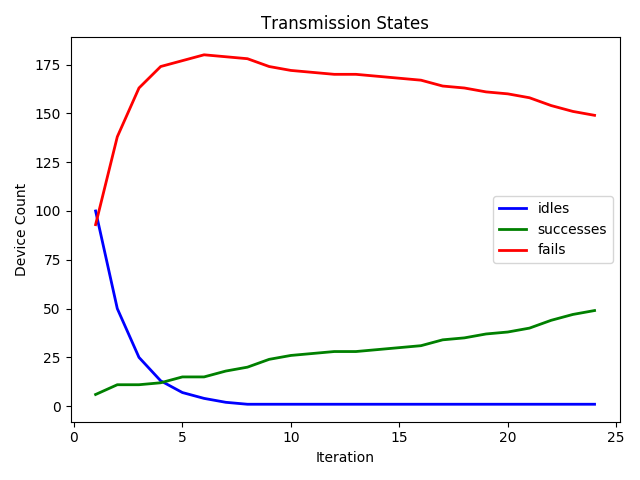 Transmission States
Device Count
175
150
125
100
75
50
25
0
idles
successes
fails
0 5 10 15 20 25
Iteration